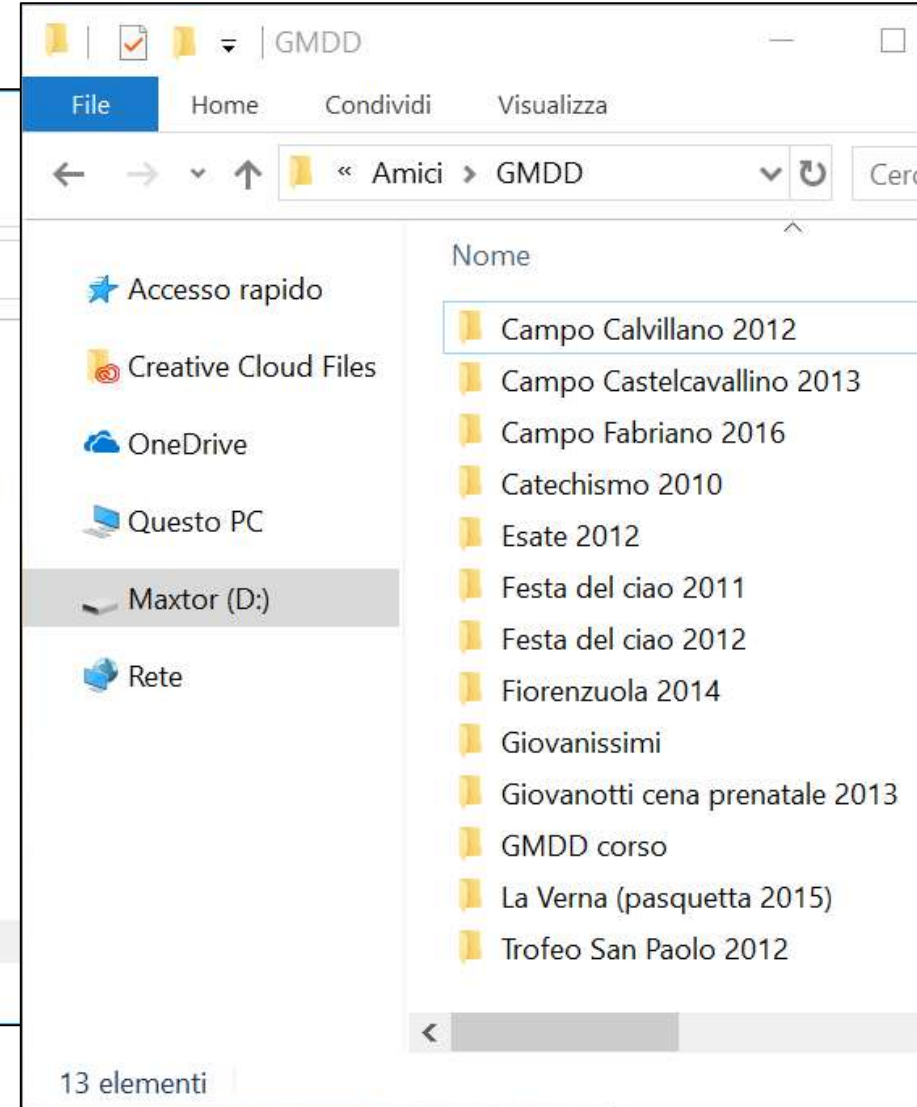 GMDD
File Home Condividi Visualizza
« Amici > GMDD
Accesso rapido
Creative Cloud Files
OneDrive
Questo PC
Maxtor (D:)
Rete
Nome
Campo Calvillano 2012
Campo Castelcavallino 2013
Campo Fabriano 2016
Catechismo 2010
Esate 2012
Festa del ciao 2011
Festa del ciao 2012
Fiorenzuola 2014
Giovanissimi
Giovanotti cena prenatale 2013
GMDD corso
La Verna (pasquetta 2015)
Trofeo San Paolo 2012
13 elementi